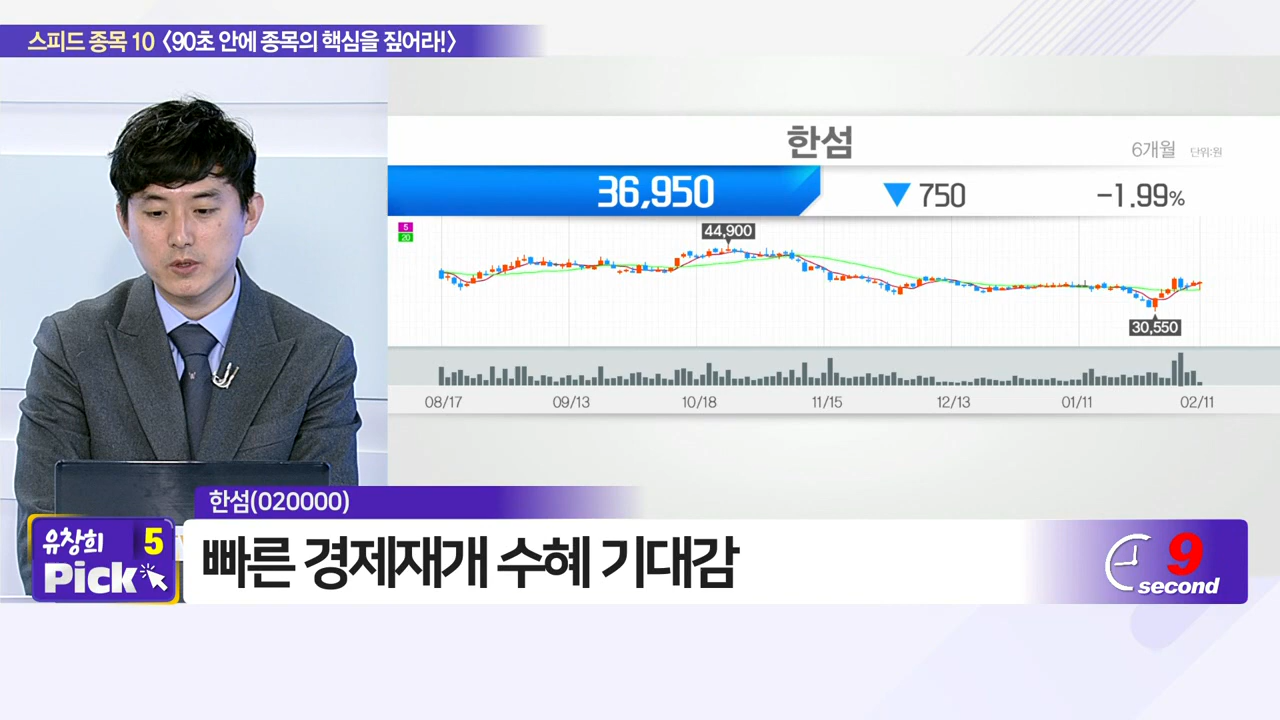 스피드 종목 10 〈90초 안에 종목의 핵심을 짚어라!〉
한섬
6개월 단위:원
36,950 ▼ 750 -1.99%
5
20
44,900
30,550
08/17 09/13 10/18 11/15 12/13 01/11 02/11
한섬(020000)
유창희 5
Pick
빠른 경제재개 수혜 기대감
9
second